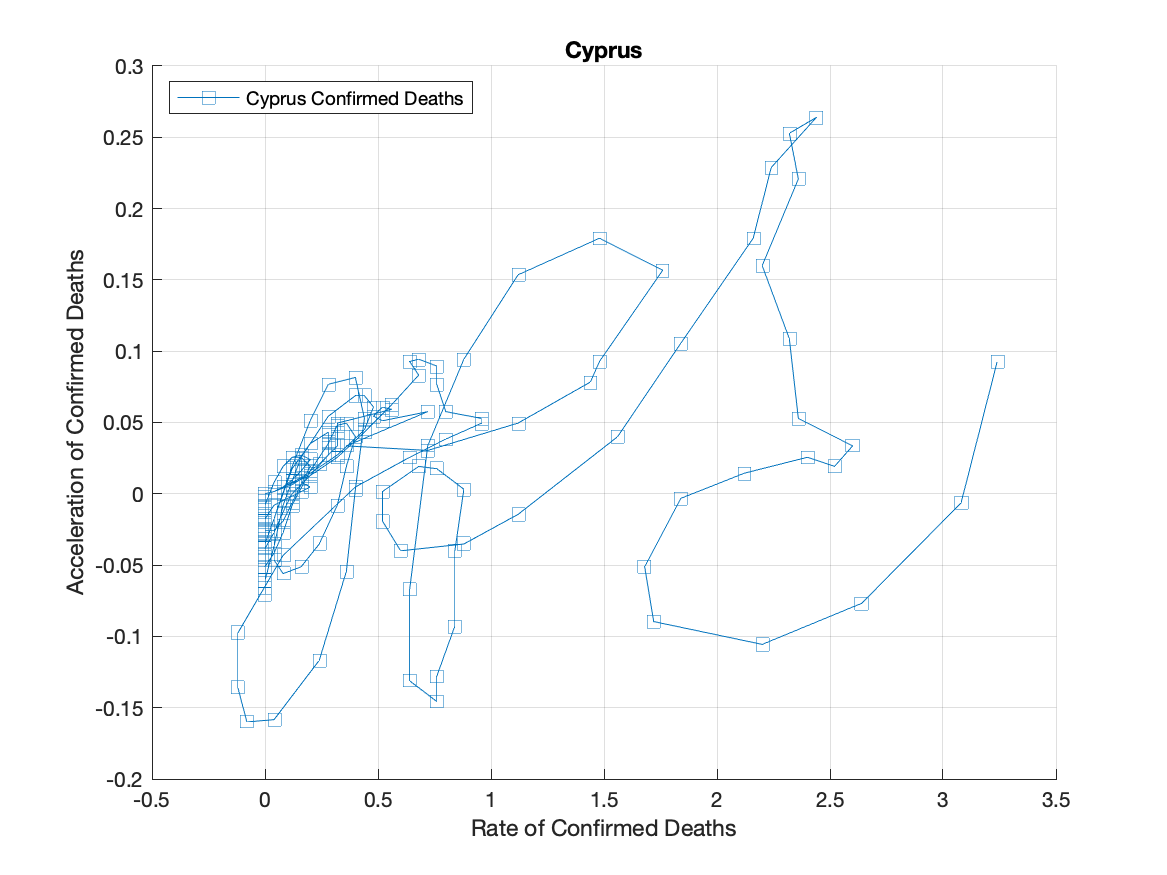 Cyprus
Cyprus Confirmed Deaths
0.3
0.25
0.2
0.15
0.1
0.05
0
-0.05
-0.1
-0.15
-0.2
Acceleration of Confirmed Deaths
-0.5 0 0.5 1 1.5 2 2.5 3 3.5
Rate of Confirmed Deaths